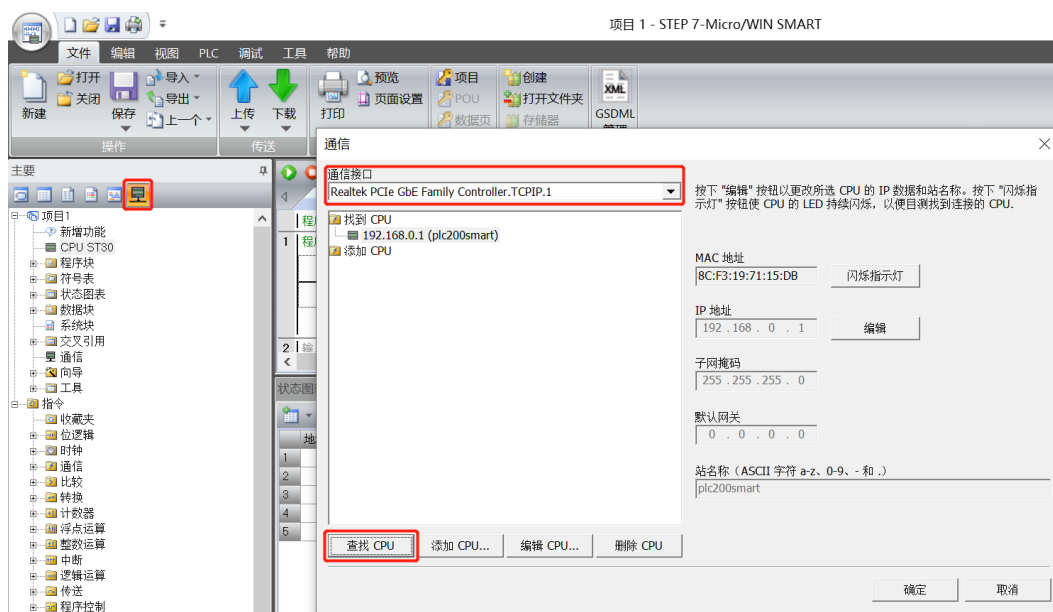 项目 1 - STEP 7-Micro/WIN SMART
文件 编辑 视图 PLC 调试 工具 帮助
新建
打开
关闭
保存
导入
导出
上一个
操作
上传
下载
传送
打印
预览
页面设置
项目
POU
数据页
创建
打开文件夹
存储器
XML
GSDML
管理
主要
项目1
新增功能
CPU ST30
程序块
符号表
状态图表
数据块
系统块
交叉引用
通信
向导
工具
指令
收藏夹
位逻辑
时钟
通信
比较
转换
计数器
浮点运算
整数运算
中断
逻辑运算
传送
程序控制
程
1 程
2 输
状态图
地
1
2
3
4
5
通信
通信接口
Realtek PCIe GbE Family Controller.TCPIP.1
找到 CPU
192.168.0.1 (plc200smart)
添加 CPU
查找 CPU 添加 CPU... 编辑 CPU... 删除 CPU
按下 "编辑" 按钮以更改所选 CPU 的 IP 数据和站名称。按下 "闪烁指
示灯" 按钮使 CPU 的 LED 持续闪烁，以便目测找到连接的 CPU.
MAC 地址
8C:F3:19:71:15:DB 闪烁指示灯
IP 地址
192 . 168 . 0 . 1 编辑
子网掩码
255 . 255 . 255 . 0
默认网关
0 . 0 . 0 . 0
站名称（ASCII 字符 a-z、0-9、- 和 .）
plc200smart
确定 取消